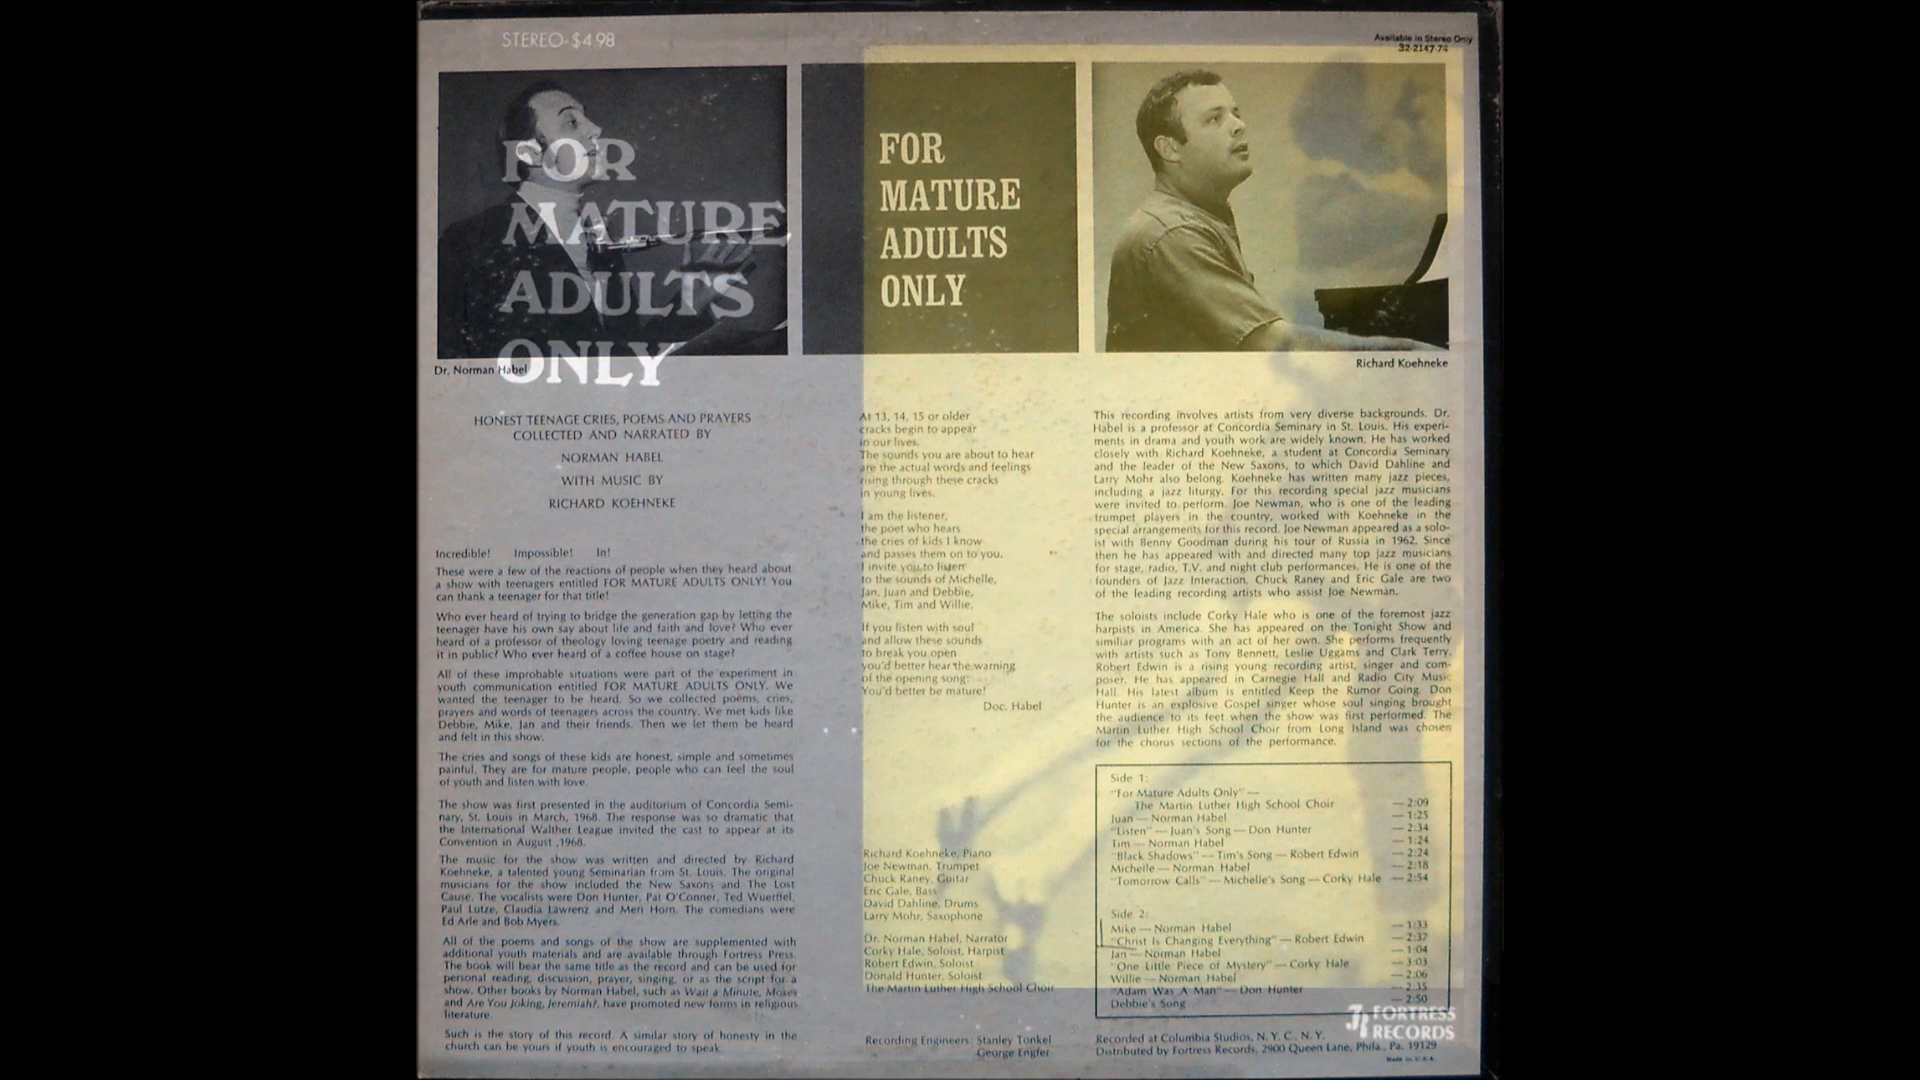 STEREO-$4.98
Available in Stereo Only
32-2147-74
FOR
MATURE
ADULTS
ONLY
FOR
MATURE
ADULTS
ONLY
Dr. Norman Habel
Richard Koehneke
HONEST TEENAGE CRIES, POEMS AND PRAYERS
COLLECTED AND NARRATED BY
NORMAN HABEL
WITH MUSIC BY
RICHARD KOEHNEKE
Incredible! Impossible! In!
These were a few of the reactions of people when they heard about
a show with teenagers entitled FOR MATURE ADULTS ONLY! You
can thank a teenager for that title!
Who ever heard of trying to bridge the generation gap by letting the
teenager have his own say about life and faith and love? Who ever
heard of a professor of theology loving teenage poetry and reading
it in public? Who ever heard of a coffee house on stage?
All of these improbable situations were part of the experiment in
youth communication entitled FOR MATURE ADULTS ONLY. We
wanted the teenager to be heard. So we collected poems, cries,
prayers and words of teenagers across the country. We met kids like
Debbie, Mike, Jan and their friends. Then we let them be heard
and felt in this show.
The cries and songs of these kids are honest, simple and sometimes
painful. They are for mature people, people who can feel the soul
of youth and listen with love.
The show was first presented in the auditorium of Concordia Semi-
nary, St. Louis in March, 1968. The response was so dramatic that
the International Walther League invited the cast to appear at its
Convention in August ,1968.
The music for the show was written and directed by Richard
Koehneke, a talented young Seminarian from St. Louis. The original
musicians for the show included the New Saxons and The Lost
Cause. The vocalists were Don Hunter, Pat O'Conner, Ted Wuerffel,
Paul Lutze, Claudia Lawrenz and Meri Horn. The comedians were
Ed Arle and Bob Myers.
All of the poems and songs of the show are supplemented with
additional youth materials and are available through Fortress Press.
The book will bear the same title as the record and can be used for
personal reading, discussion, prayer, singing, or as the script for a
show. Other books by Norman Habel, such as Wait a Minute, Moses
and Are You Joking, Jeremiah?, have promoted new forms in religious
literature.
Such is the story of this record. A similar story of honesty in the
church can be yours if youth is encouraged to speak.
At 13, 14, 15 or older
cracks begin to appear
in our lives.
The sounds you are about to hear
are the actual words and feelings
rising through these cracks
in young lives.
I am the listener,
the poet who hears
the cries of kids I know
and passes them on to you.
I invite you to listen
to the sounds of Michelle,
Jan, Juan and Debbie,
Mike, Tim and Willie.
If you listen with soul
and allow these sounds
to break you open
you'd better hear the warning
of the opening song:
You'd better be mature!
Doc. Habel
Richard Koehneke, Piano
Joe Newman, Trumpet
Chuck Raney, Guitar
Eric Gale, Bass
David Dahline, Drums
Larry Mohr, Saxophone
Dr. Norman Habel, Narrator
Corky Hale, Soloist, Harpist
Robert Edwin, Soloist
Donald Hunter, Soloist
The Martin Luther High School Choir
Recording Engineers: Stanley Tonkel
George Engfer
This recording involves artists from very diverse backgrounds. Dr.
Habel is a professor at Concordia Seminary in St. Louis. His experi-
ments in drama and youth work are widely known. He has worked
closely with Richard Koehneke, a student at Concordia Seminary
and the leader of the New Saxons, to which David Dahline and
Larry Mohr also belong. Koehneke has written many jazz pieces,
including a jazz liturgy. For this recording special jazz musicians
were invited to perform. Joe Newman, who is one of the leading
trumpet players in the country, worked with Koehneke in the
special arrangements for this record. Joe Newman appeared as a solo-
ist with Benny Goodman during his tour of Russia in 1962. Since
then he has appeared with and directed many top jazz musicians
for stage, radio, T.V. and night club performances. He is one of the
founders of Jazz Interaction. Chuck Raney and Eric Gale are two
of the leading recording artists who assist Joe Newman.
The soloists include Corky Hale who is one of the foremost jazz
harpists in America. She has appeared on the Tonight Show and
similiar programs with an act of her own. She performs frequently
with artists such as Tony Bennett, Leslie Uggams and Clark Terry.
Robert Edwin is a rising young recording artist, singer and com-
poser. He has appeared in Carnegie Hall and Radio City Music
Hall. His latest album is entitled Keep the Rumor Going. Don
Hunter is an explosive Gospel singer whose soul singing brought
the audience to its feet when the show was first performed. The
Martin Luther High School Choir from Long Island was chosen
for the chorus sections of the performance.
Side 1:
"For Mature Adults Only"—
The Martin Luther High School Choir —2:09
Juan — Norman Habel —1:25
"Listen" — Juan's Song — Don Hunter —2:34
Tim — Norman Habel —1:24
"Black Shadows" — Tim's Song — Robert Edwin —2:24
Michelle — Norman Habel —2:18
"Tomorrow Calls" — Michelle's Song — Corky Hale —2:54
Side 2:
Mike — Norman Habel —1:33
"Christ Is Changing Everything" — Robert Edwin —2:37
Jan — Norman Habel —1:04
"One Little Piece of Mystery" — Corky Hale —3:03
Willie — Norman Habel —2:06
"Adam Was A Man" — Don Hunter —2:35
Debbie's Song —2:50
FORTRESS
RECORDS
Recorded at Columbia Studios, N. Y. C., N. Y.
Distributed by Fortress Records, 2900 Queen Lane, Phila., Pa. 19129
Made in U.S.A.